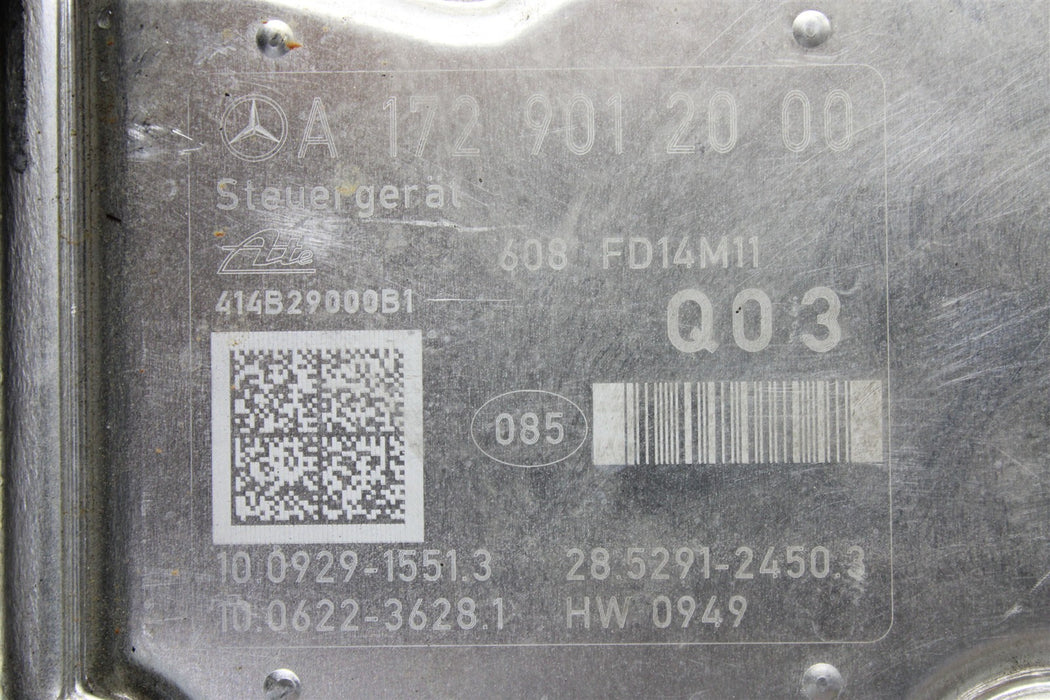 A 172 901 20 00
Steuergerät
Ate 608 FD14M11
414B29000B1 Q03
085
10.0929-1551.3 28.5291-2450.3
10.0622-3628.1 HW 0949